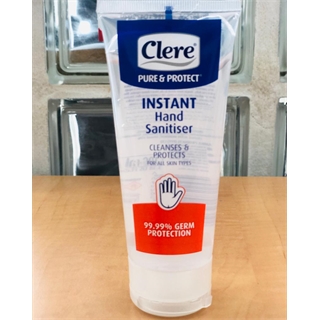 Clere®
PURE & PROTECT
INSTANT
Hand
Sanitiser
CLEANSES &
PROTECTS
FOR ALL SKIN TYPES
99.99% GERM
PROTECTION